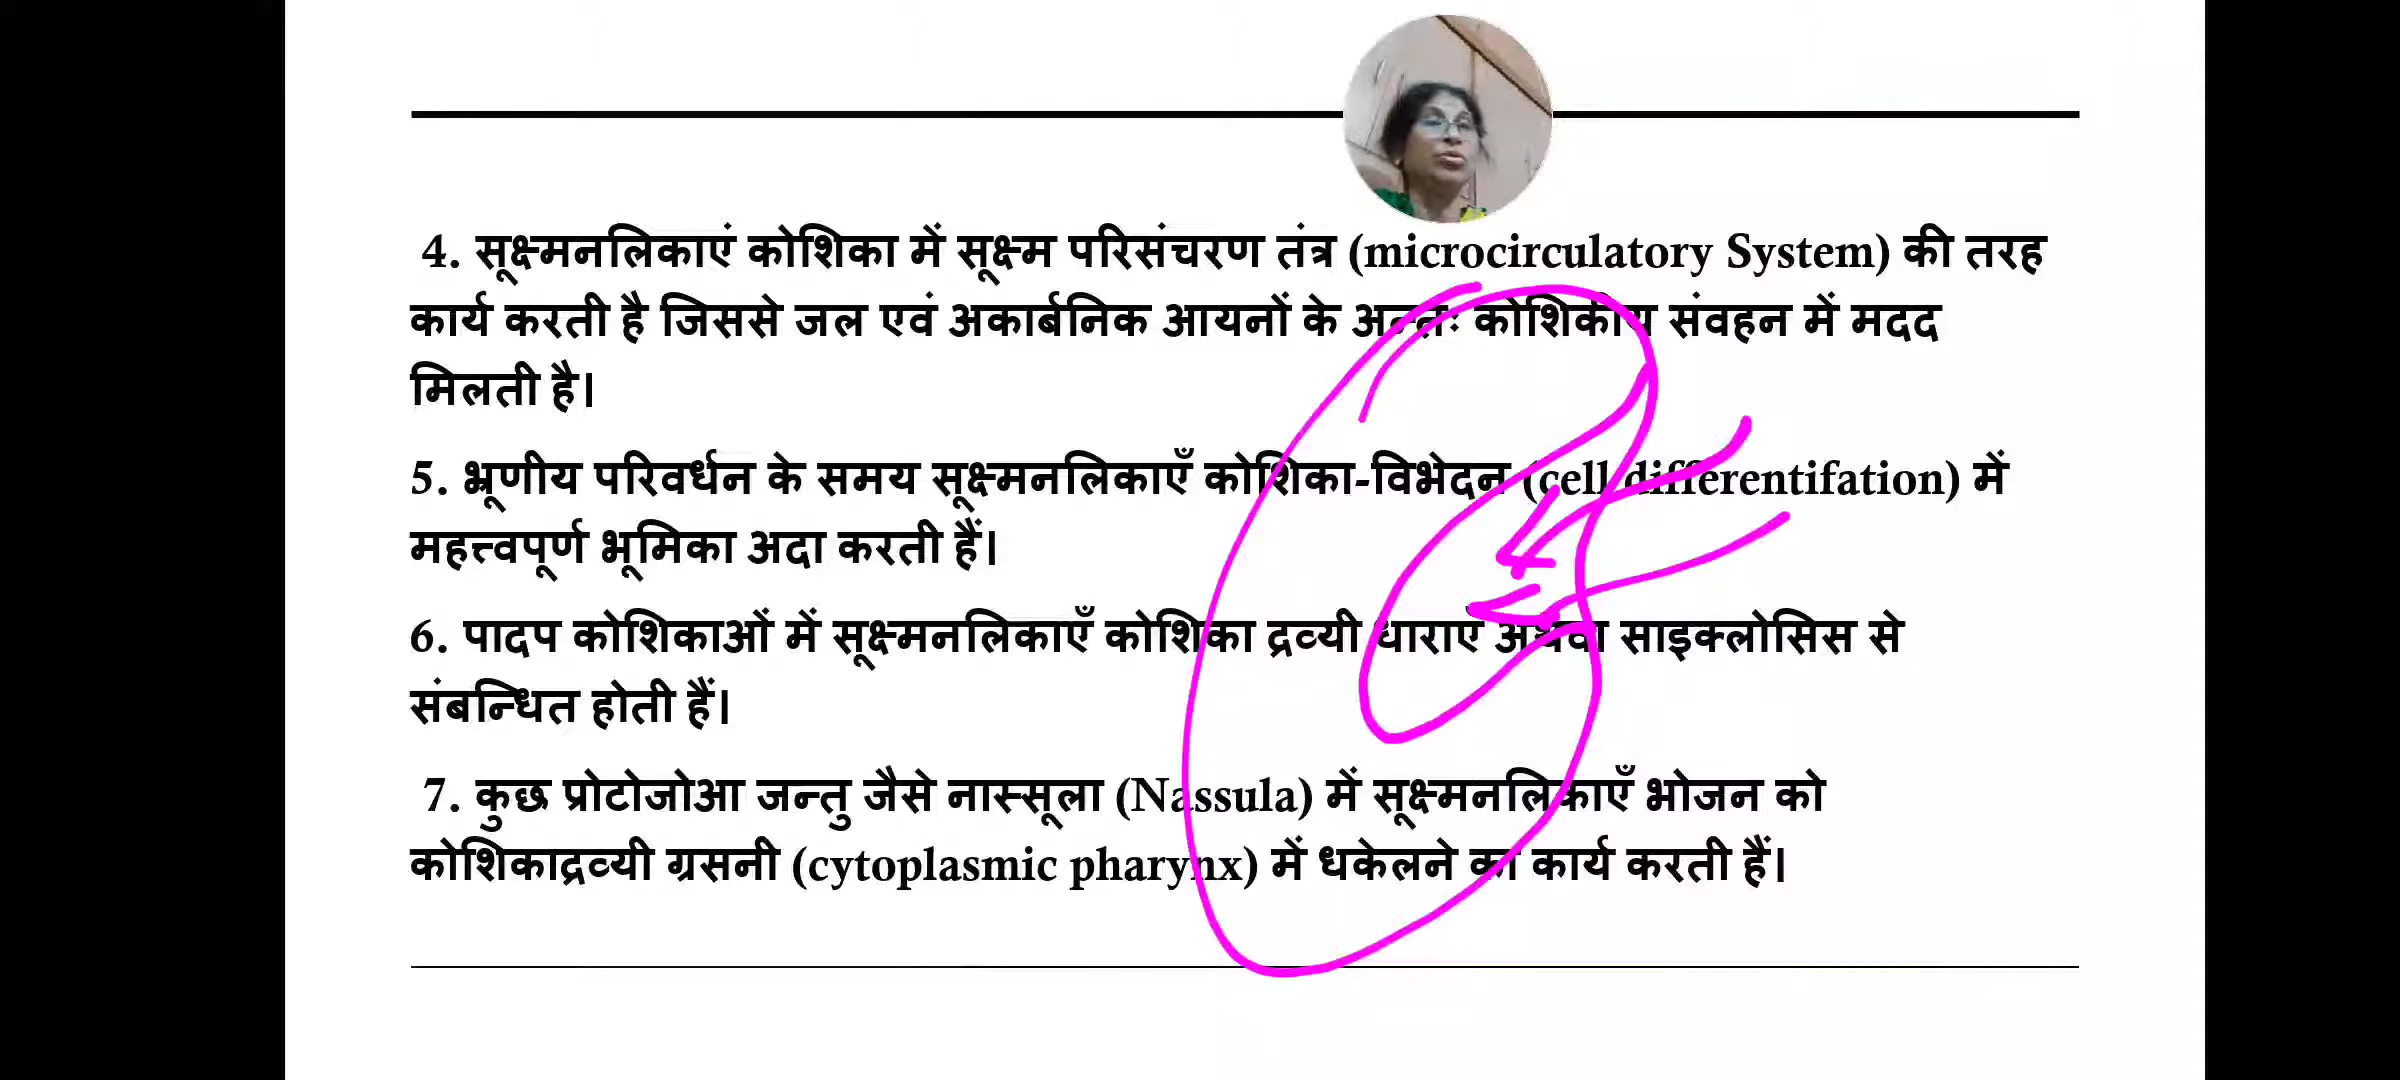 4. सूक्ष्मनलिकाएं कोशिका में सूक्ष्म परिसंचरण तंत्र (microcirculatory System) की तरह
कार्य करती है जिससे जल एवं अकार्बनिक आयनों के अन्तः कोशिकीय संवहन में मदद
मिलती है।
5. भ्रूणीय परिवर्धन के समय सूक्ष्मनलिकाएँ कोशिका-विभेदन (cell differentifation) में
महत्त्वपूर्ण भूमिका अदा करती हैं।
6. पादप कोशिकाओं में सूक्ष्मनलिकाएँ कोशिका द्रव्यी धाराएँ अथवा साइक्लोसिस से
संबन्धित होती हैं।
7. कुछ प्रोटोजोआ जन्तु जैसे नास्सूला (Nassula) में सूक्ष्मनलिकाएँ भोजन को
कोशिकाद्रव्यी ग्रसनी (cytoplasmic pharynx) में धकेलने का कार्य करती हैं।